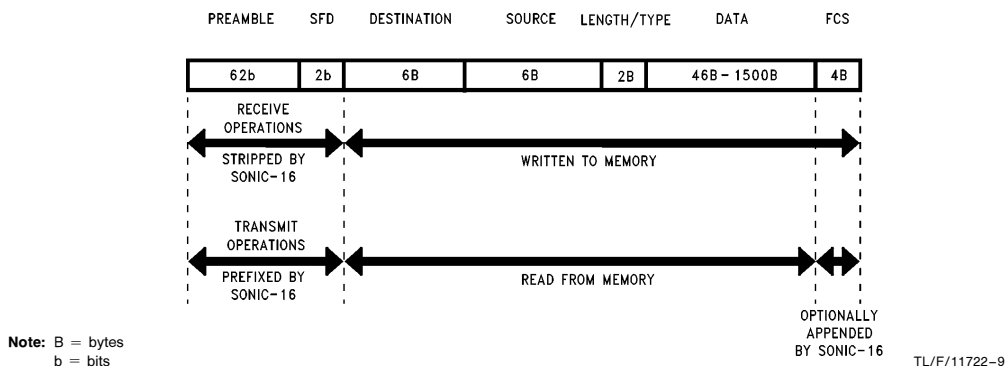 PREAMBLE SFD DESTINATION SOURCE LENGTH/TYPE DATA FCS
62b 2b 6B 6B 2B 46B – 1500B 4B
RECEIVE
OPERATIONS
STRIPPED BY
SONIC–16
WRITTEN TO MEMORY
TRANSMIT
OPERATIONS
PREFIXED BY
SONIC–16
READ FROM MEMORY
OPTIONALLY
APPENDED
BY SONIC–16
Note: B = bytes
b = bits
TL/F/11722–9